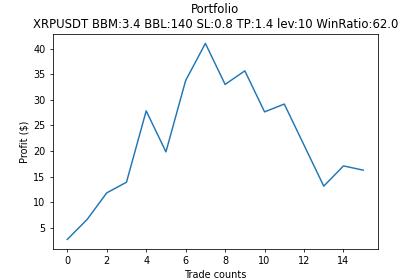 Portfolio
XRPUSDT BBM:3.4 BBL:140 SL:0.8 TP:1.4 lev:10 WinRatio:62.0
40
35
30
25
20
15
10
5
Profit ($)
0 2 4 6 8 10 12 14
Trade counts